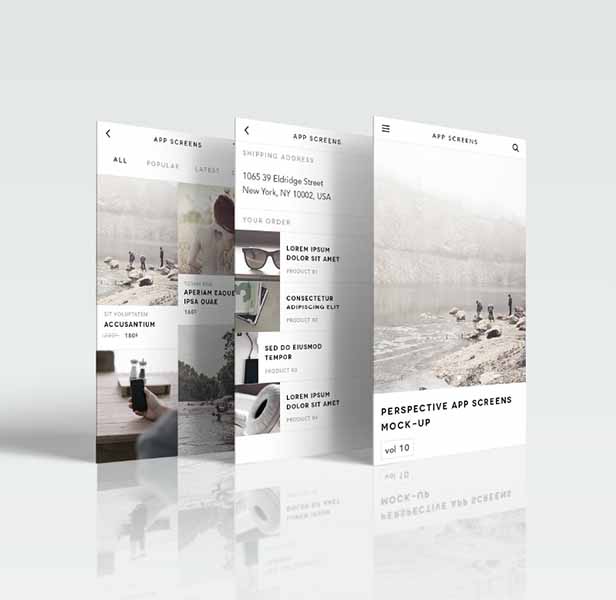 APP SCREENS
ALL POPULAR LATEST
SIT VOLUPTATEM
ACCUSANTIUM
180$
APERIAM EAQUE
IPSA QUAE
160$
APP SCREENS
SHIPPING ADDRESS
1065 39 Eldridge Street
New York, NY 10002, USA
YOUR ORDER
LOREM IPSUM
DOLOR SIT AMET
PRODUCT 01
CONSECTETUR
ADIPISCING ELIT
PRODUCT 02
SED DO EIUSMOD
TEMPOR
PRODUCT 03
LOREM IPSUM
DOLOR SIT AMET
PRODUCT 04
APP SCREENS
PERSPECTIVE APP SCREENS
MOCK-UP
vol 10